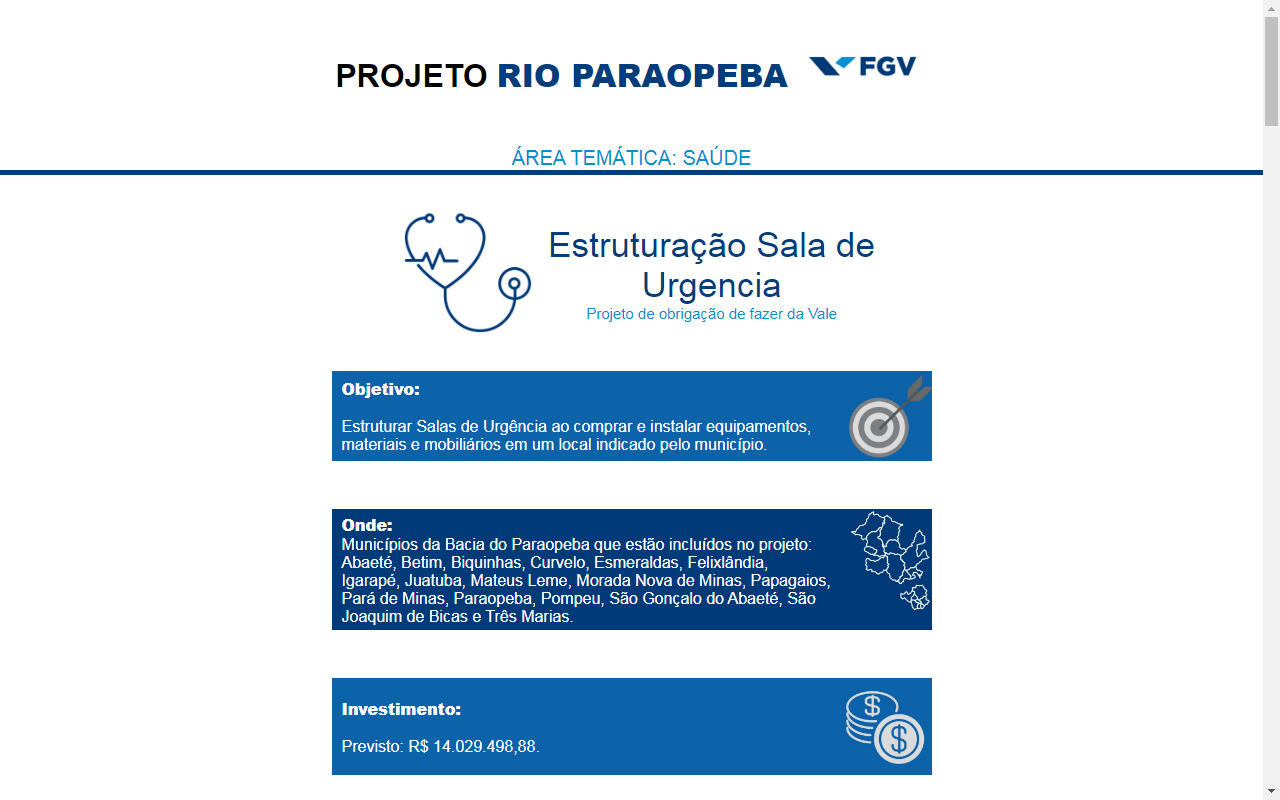 PROJETO RIO PARAOPEBA FGV
ÁREA TEMÁTICA: SAÚDE
Estruturação Sala de
Urgencia
Projeto de obrigação de fazer da Vale
Objetivo:
Estruturar Salas de Urgência ao comprar e instalar equipamentos,
materiais e mobiliários em um local indicado pelo município.
Onde:
Municípios da Bacia do Paraopeba que estão incluídos no projeto:
Abaeté, Betim, Biquinhas, Curvelo, Esmeraldas, Felixlândia,
Igarapé, Juatuba, Mateus Leme, Morada Nova de Minas, Papagaios,
Pará de Minas, Paraopeba, Pompeu, São Gonçalo do Abaeté, São
Joaquim de Bicas e Três Marias.
Investimento:
Previsto: R$ 14.029.498,88.
$
$